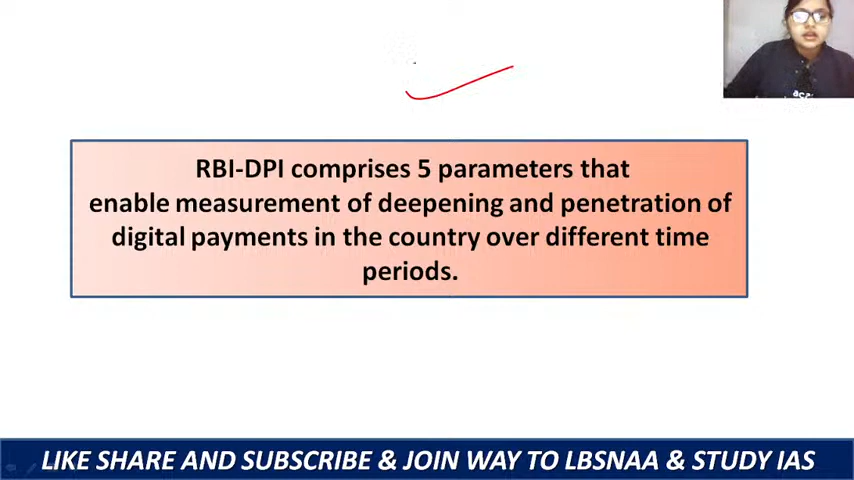 RBI-DPI comprises 5 parameters that
enable measurement of deepening and penetration of
digital payments in the country over different time
periods.
LIKE SHARE AND SUBSCRIBE & JOIN WAY TO LBSNAA & STUDY IAS